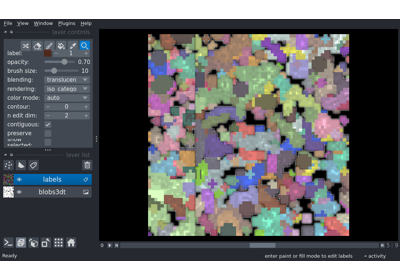 File View Window Plugins Help
layer controls
label: 1
opacity: 0.70
brush size: 10
blending: translucen
rendering: iso_catego
color mode: auto
contour: 0
n edit dim: 2
contiguous:
preserve
selected:
layer list
labels
blobs3dt
Ready
enter paint or fill mode to edit labels
activity